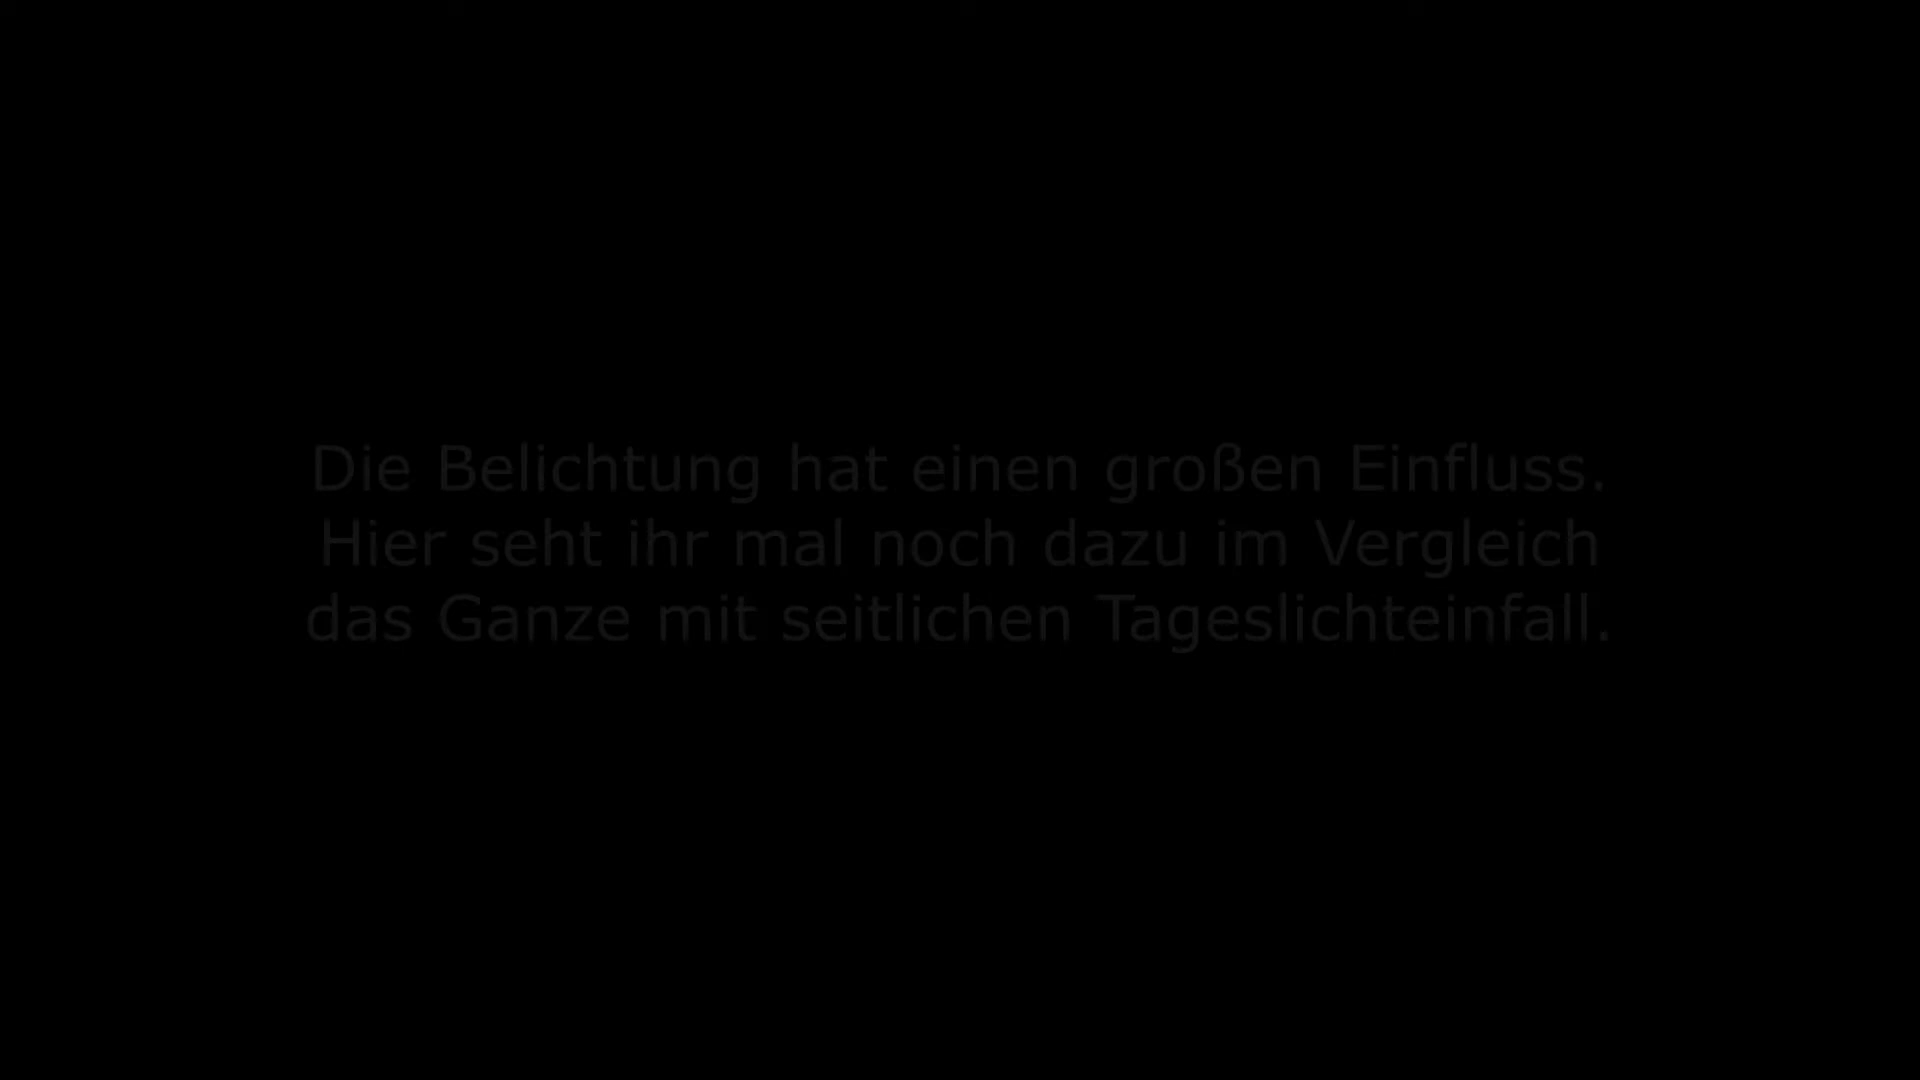 Die Belichtung hat einen großen Einfluss.
Hier seht ihr mal noch dazu im Vergleich
das Ganze mit seitlichen Tageslichteinfall.